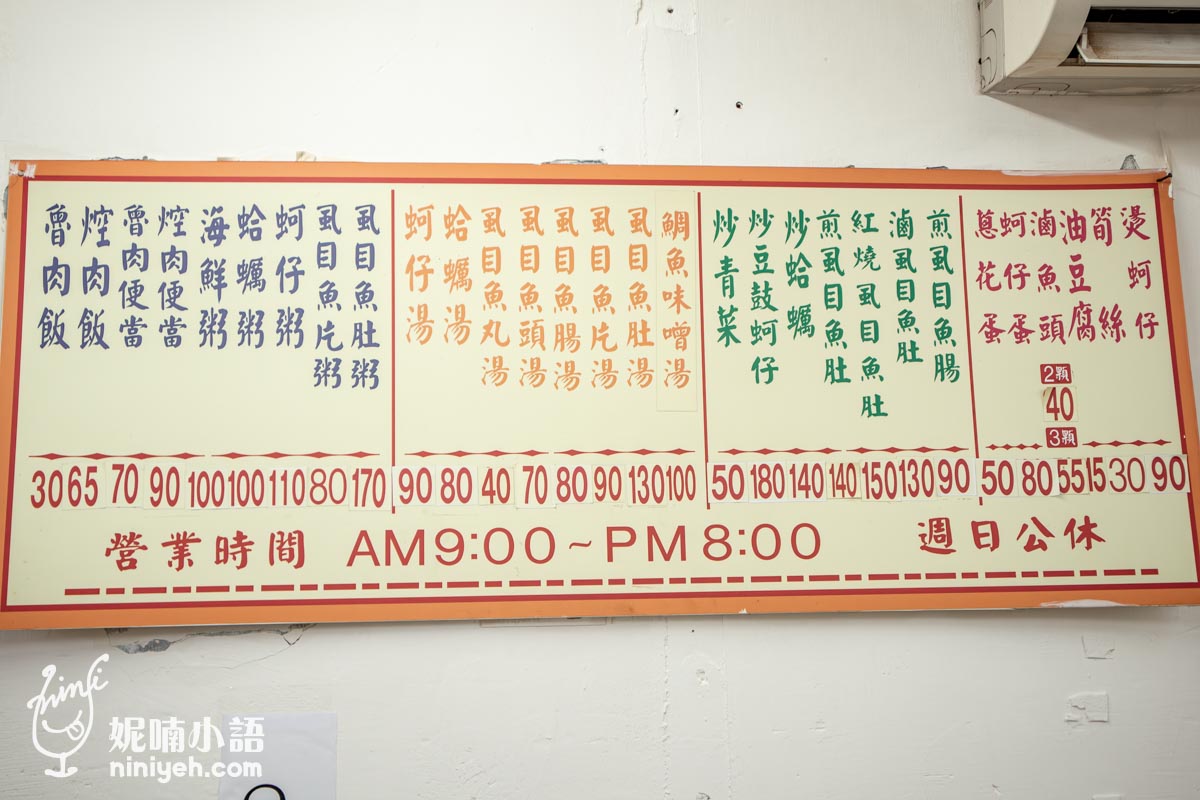 魯肉飯
焢肉飯
魯肉便當
焢肉便當
海鮮粥
蛤蠣粥
蚵仔粥
虱目魚片粥
虱目魚肚粥
蚵仔湯
蛤蠣湯
虱目魚丸湯
虱目魚頭湯
虱目魚腸湯
虱目魚片湯
虱目魚肚湯
鯛魚味噌湯
炒青菜
炒豆鼓蚵仔
炒蛤蠣
煎虱目魚肚
紅燒虱目魚肚
滷虱目魚肚
煎虱目魚腸
蔥花蛋
蚵仔蛋
滷魚頭
油豆腐
筍絲
燙蚵仔
2顆
40
3顆
30 65 70 90 100 100 110 80 170 90 80 40 70 80 90 130 100 50 180 140 140 150 130 90 50 80 55 15 30 90
營業時間 AM9:00~PM8:00 週日公休
ninfi
妮喃小語
niniyeh.com